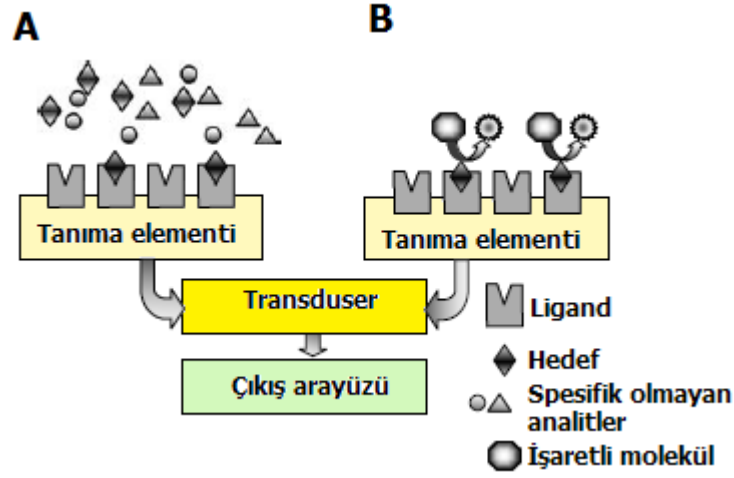 A
B
Tanıma elementi
Tanıma elementi
Transduser
Çıkış arayüzü
Ligand
Hedef
Spesifik olmayan
analitler
İşaretli molekül